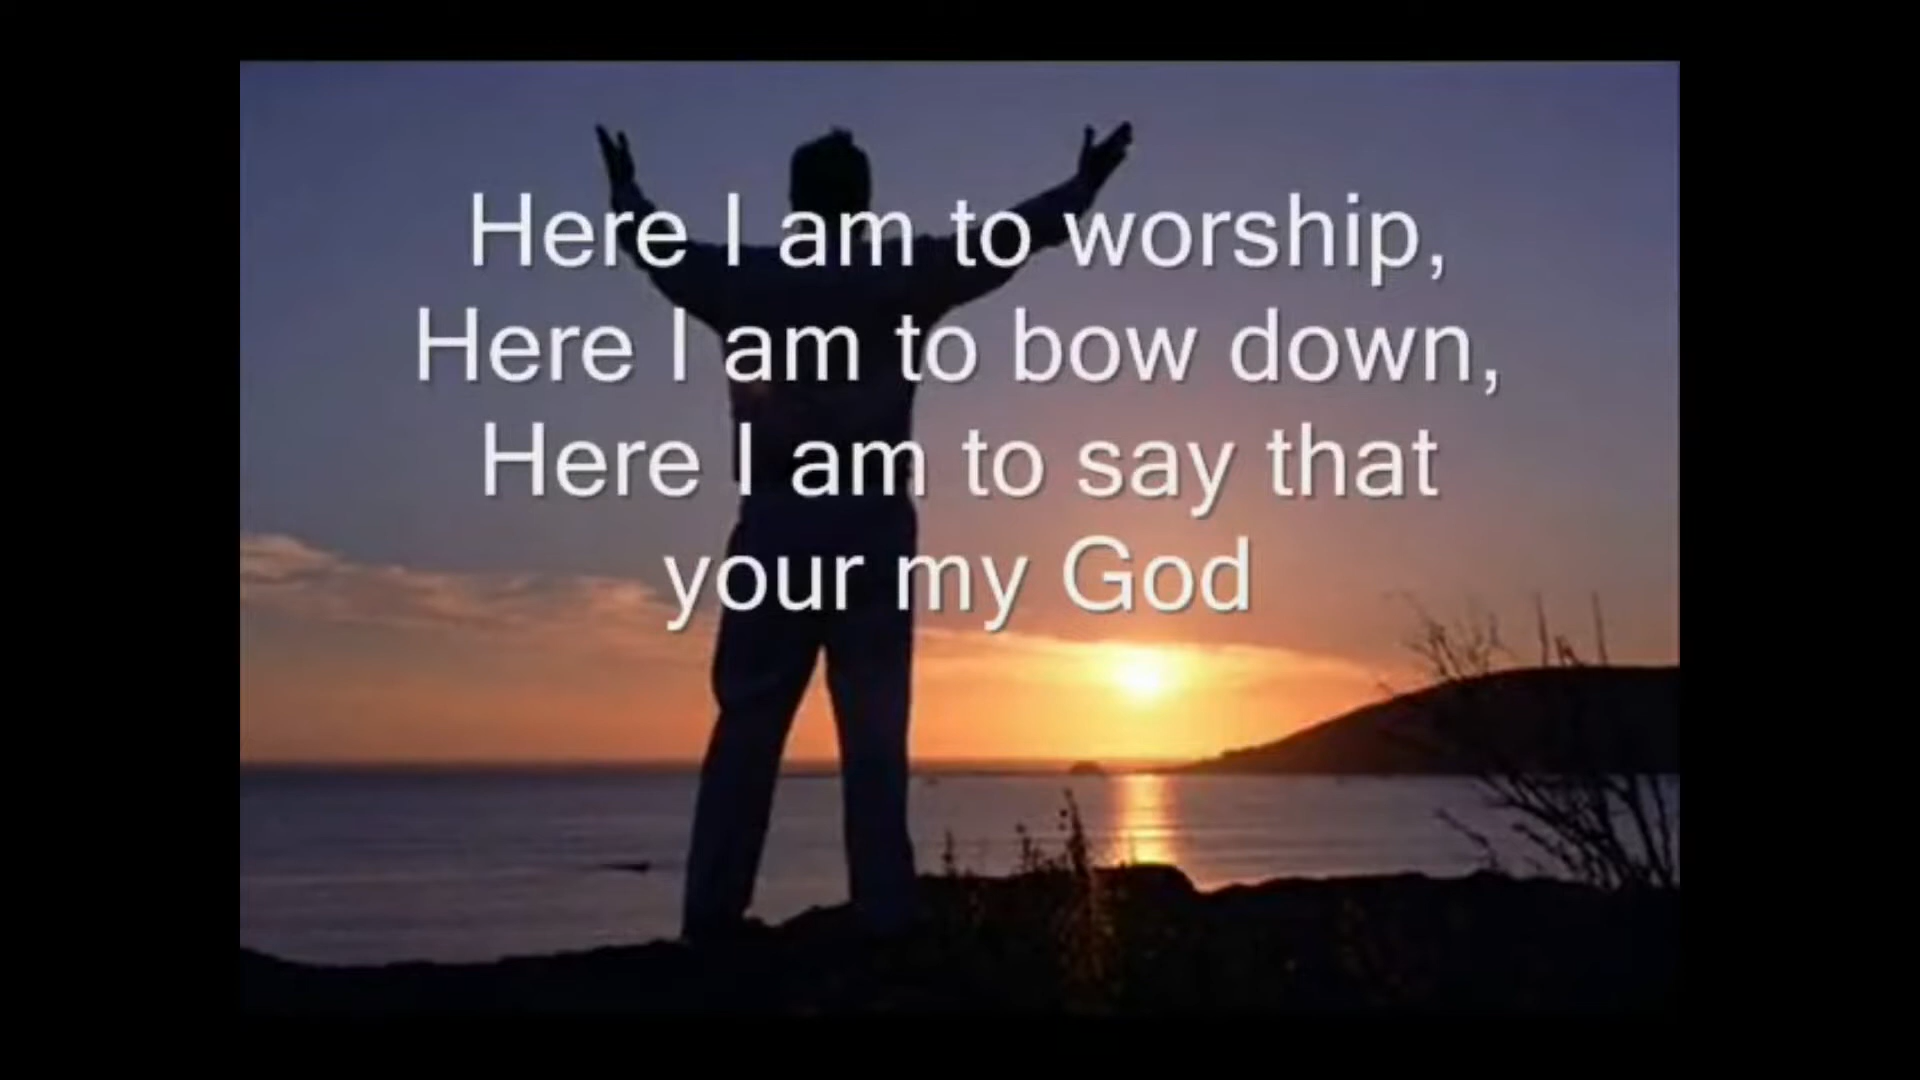 Here I am to worship,
Here I am to bow down,
Here I am to say that
your my God